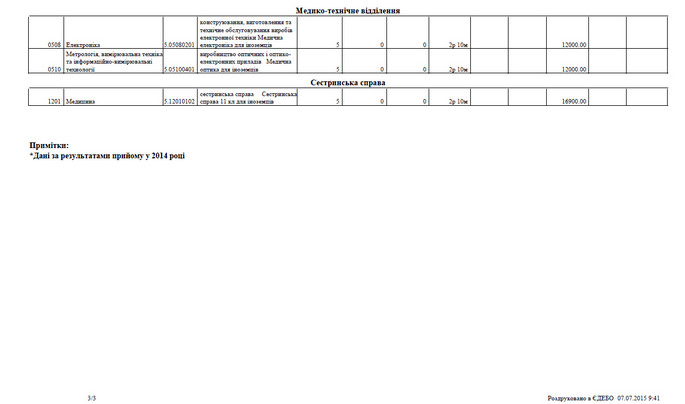 Медико-технічне відділення
конструювання, виготовлення та
технічне обслуговування виробів
електронної техніки Медична
0508 Електроніка 5.05080201 електроніка для іноземців 5 0 0 2р 10м 12000.00
Метрологія, вимірювальна техніка виробництво оптичних і оптико-
та інформаційно-вимірювальні електронних приладів Медична
0510 технології 5.05100401 оптика для іноземців 5 0 0 2р 10м 12000.00
Сестринська справа
сестринська справа Сестринська
1201 Медицина 5.12010102 справа 11 кл для іноземців 5 0 0 2р 10м 16900.00
Примітки:
*Дані за результатами прийому у 2014 році
3/3 Роздруковано в ЄДЕБО 07.07.2015 9:41